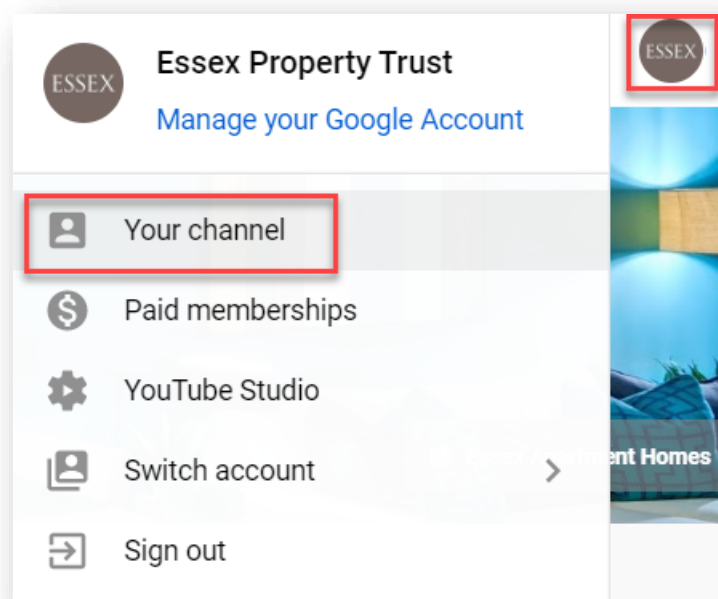 ESSEX
Essex Property Trust
Manage your Google Account
ESSEX
Your channel
Paid memberships
YouTube Studio
Switch account
Apartment Homes
Sign out